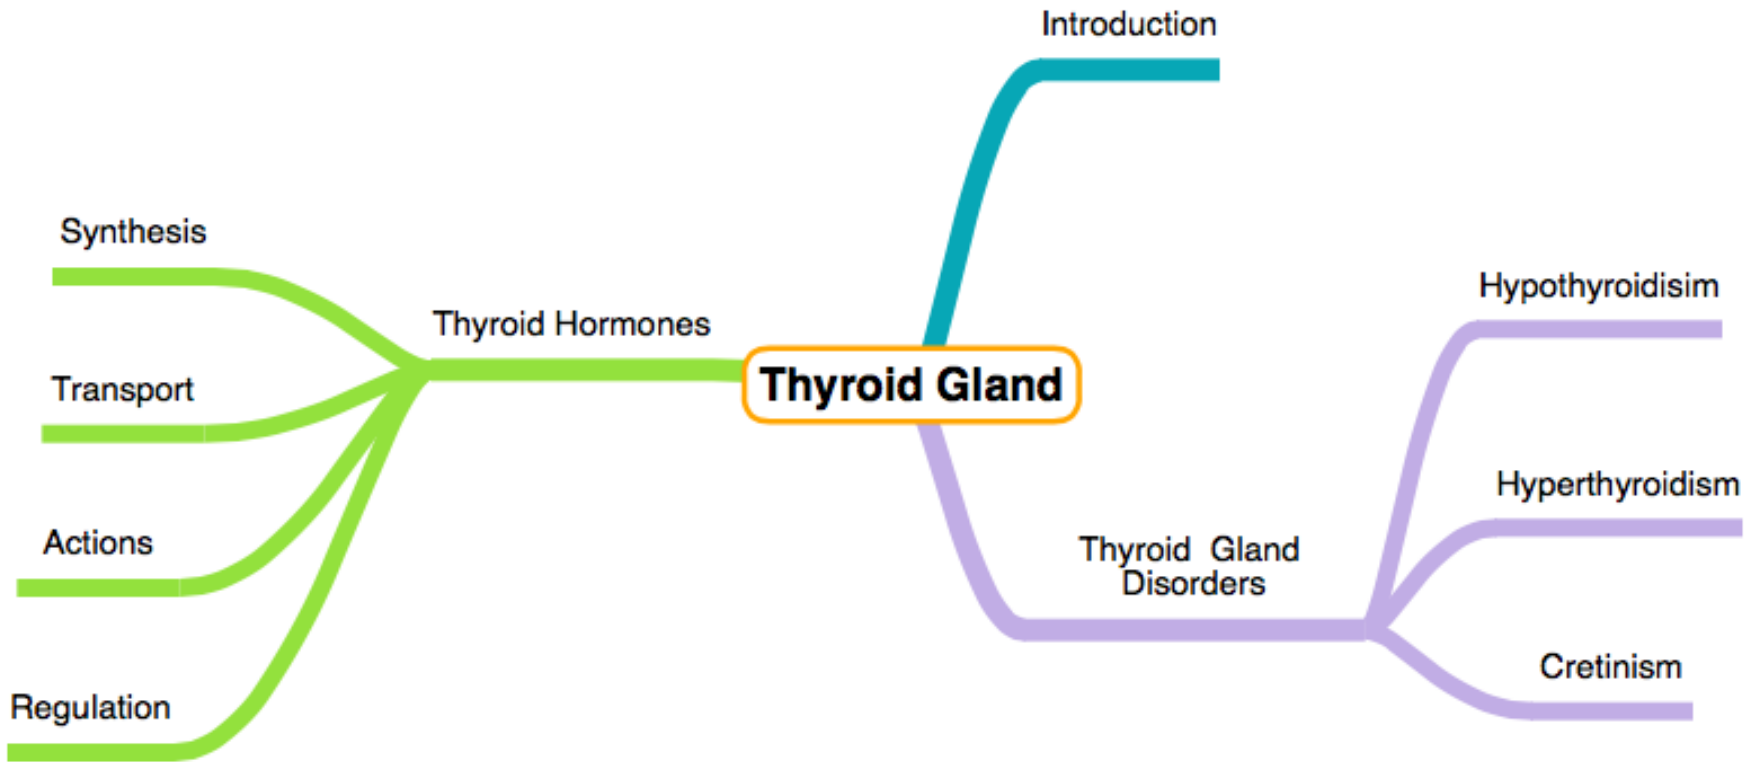 Introduction
Synthesis
Hypothyroidisim
Thyroid Hormones
Thyroid Gland
Transport
Hyperthyroidism
Actions
Thyroid Gland
Disorders
Cretinism
Regulation